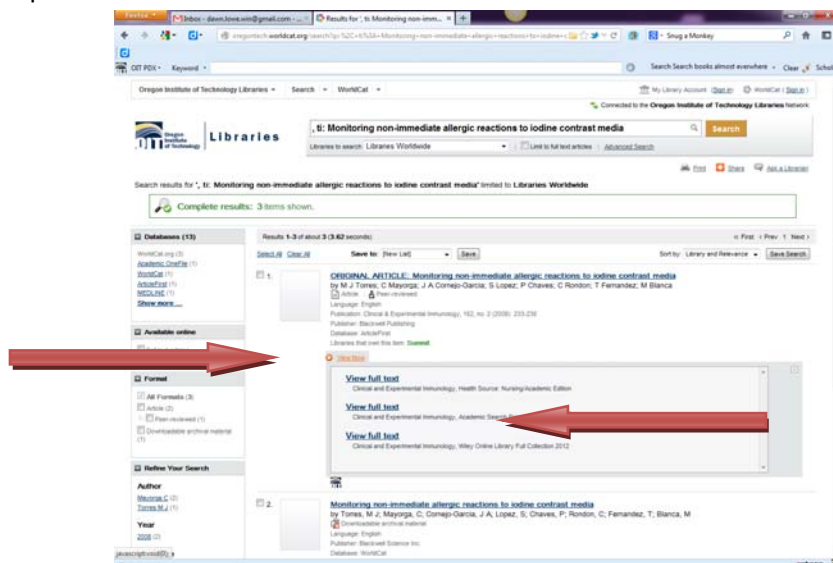 Firefox
Inbox - dawn.lowe.win@gmail.com - ...
Results for ', ti: Monitoring non-imm...
Snug a Monkey
OIT PDX
Keyword
Search Search books almost everywhere
Clear
Schol
Oregon Institute of Technology Libraries
Search
WorldCat
My Library Account (Sign in)
WorldCat (Sign in)
Connected to the Oregon Institute of Technology Libraries Network
Oregon Institute of Technology
Libraries
, ti: Monitoring non-immediate allergic reactions to iodine contrast media
Search
Libraries to search: Libraries Worldwide
Limit to full text articles
Advanced Search
Print
Share
Ask a Librarian
Search results for ', ti: Monitoring non-immediate allergic reactions to iodine contrast media' limited to Libraries Worldwide
Complete results: 3 items shown.
Databases (13)
WorldCat.org (3)
Academic OneFile (1)
WorldCat (1)
ArticleFirst (1)
MEDLINE (1)
Show more ...
Available online
Format
All Formats (3)
Article (2)
Peer-reviewed (1)
Downloadable archival material (1)
Refine Your Search
Author
Mayorga C (2)
Torres M J (1)
Year
2008 (2)
javascript:void(0);
Results 1-3 of about 3 (3.62 seconds)
« First ‹ Prev 1 Next ›
Select All Clear All
Save to: [New List]
Save
Sort by: Library and Relevance
Save Search
1.
ORIGINAL ARTICLE: Monitoring non-immediate allergic reactions to iodine contrast media
by M J Torres; C Mayorga; J A Cornejo-Garcia; S Lopez; P Chaves; C Rondon; T Fernandez; M Blanca
Article
Peer-reviewed
Language: English
Publication: Clinical & Experimental Immunology, 152, no. 2 (2008): 233-238
Publisher: Blackwell Publishing
Database: ArticleFirst
Libraries that own this item: Summit
View Now
View full text
Clinical and Experimental Immunology, Health Source: Nursing/Academic Edition
View full text
Clinical and Experimental Immunology, Academic Search
View full text
Clinical and Experimental Immunology, Wiley Online Library Full Collection 2012
2.
Monitoring non-immediate allergic reactions to iodine contrast media
by Torres, M J; Mayorga, C; Cornejo-Garcia, J A; Lopez, S; Chaves, P; Rondon, C; Fernandez, T; Blanca, M
Downloadable archival material
Language: English
Publisher: Blackwell Science Inc
Database: WorldCat